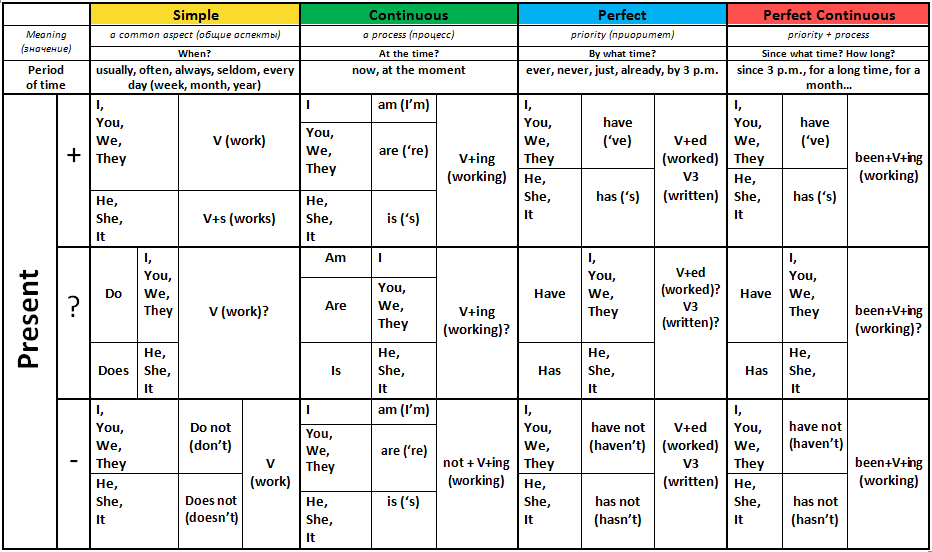 Simple
Continuous
Perfect
Perfect Continuous
Meaning
(значение)
a common aspect (общие аспекты)
a process (процесс)
priority (приоритет)
priority + process
When?
At the time?
By what time?
Since what time? How long?
Period
of time
usually, often, always, seldom, every
day (week, month, year)
now, at the moment
ever, never, just, already, by 3 p.m.
since 3 p.m., for a long time, for a
month…
Present
+
I,
You,
We,
They
V (work)
He,
She,
It
V+s (works)
I
am (I’m)
You,
We,
They
are (‘re)
He,
She,
It
is (‘s)
V+ing
(working)
I,
You,
We,
They
have
(‘ve)
He,
She,
It
has (‘s)
V+ed
(worked)
V3
(written)
I,
You,
We,
They
have
(‘ve)
He,
She,
It
has (‘s)
been+V+ing
(working)
?
Do
I,
You,
We,
They
Does
He,
She,
It
V (work)?
Am
I
Are
You,
We,
They
Is
He,
She,
It
V+ing
(working)?
Have
I,
You,
We,
They
Has
He,
She,
It
V+ed
(worked)?
V3
(written)?
Have
I,
You,
We,
They
Has
He,
She,
It
been+V+ing
(working)?
-
I,
You,
We,
They
Do not
(don’t)
He,
She,
It
Does not
(doesn’t)
V
(work)
I
am (I’m)
You,
We,
They
are (‘re)
He,
She,
It
is (‘s)
not + V+ing
(working)
I,
You,
We,
They
have not
(haven’t)
He,
She,
It
has not
(hasn’t)
V+ed
(worked)
V3
(written)
I,
You,
We,
They
have not
(haven’t)
He,
She,
It
has not
(hasn’t)
been+V+ing
(working)